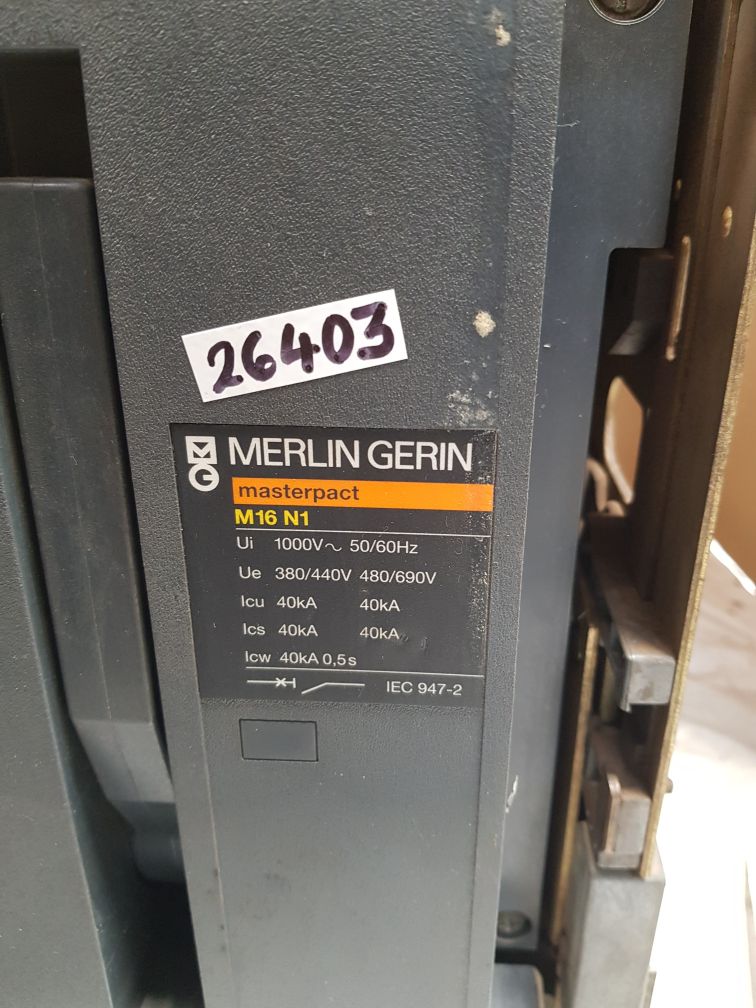 26403
MERLIN GERIN
masterpact
M16 N1
Ui 1000V~ 50/60Hz
Ue 380/440V 480/690V
Icu 40kA 40kA
Ics 40kA 40kA
Icw 40kA 0,5s
IEC 947-2